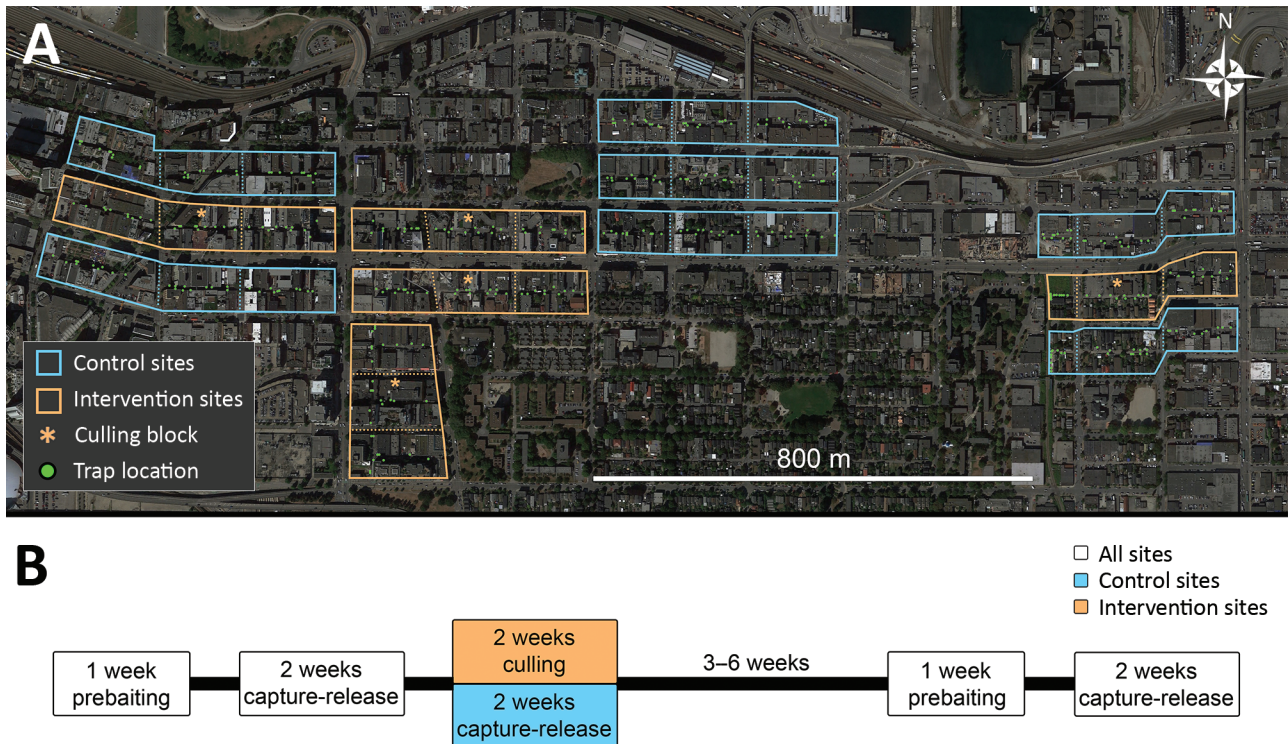 A
N
Control sites
Intervention sites
* Culling block
Trap location
800 m
B
All sites
Control sites
Intervention sites
1 week
prebaiting
2 weeks
capture-release
2 weeks
culling
2 weeks
capture-release
3–6 weeks
1 week
prebaiting
2 weeks
capture-release